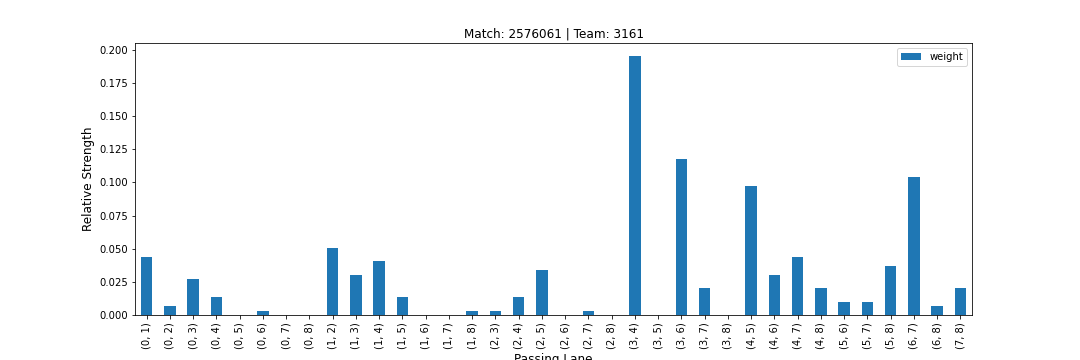 Match: 2576061 | Team: 3161
weight
Relative Strength
0.200
0.175
0.150
0.125
0.100
0.075
0.050
0.025
0.000
(0, 1) (0, 2) (0, 3) (0, 4) (0, 5) (0, 6) (0, 7) (0, 8) (1, 2) (1, 3) (1, 4) (1, 5) (1, 6) (1, 7) (1, 8) (2, 3) (2, 4) (2, 5) (2, 6) (2, 7) (2, 8) (3, 4) (3, 5) (3, 6) (3, 7) (3, 8) (4, 5) (4, 6) (4, 7) (4, 8) (5, 6) (5, 7) (5, 8) (6, 7) (6, 8) (7, 8)
Passing Lane